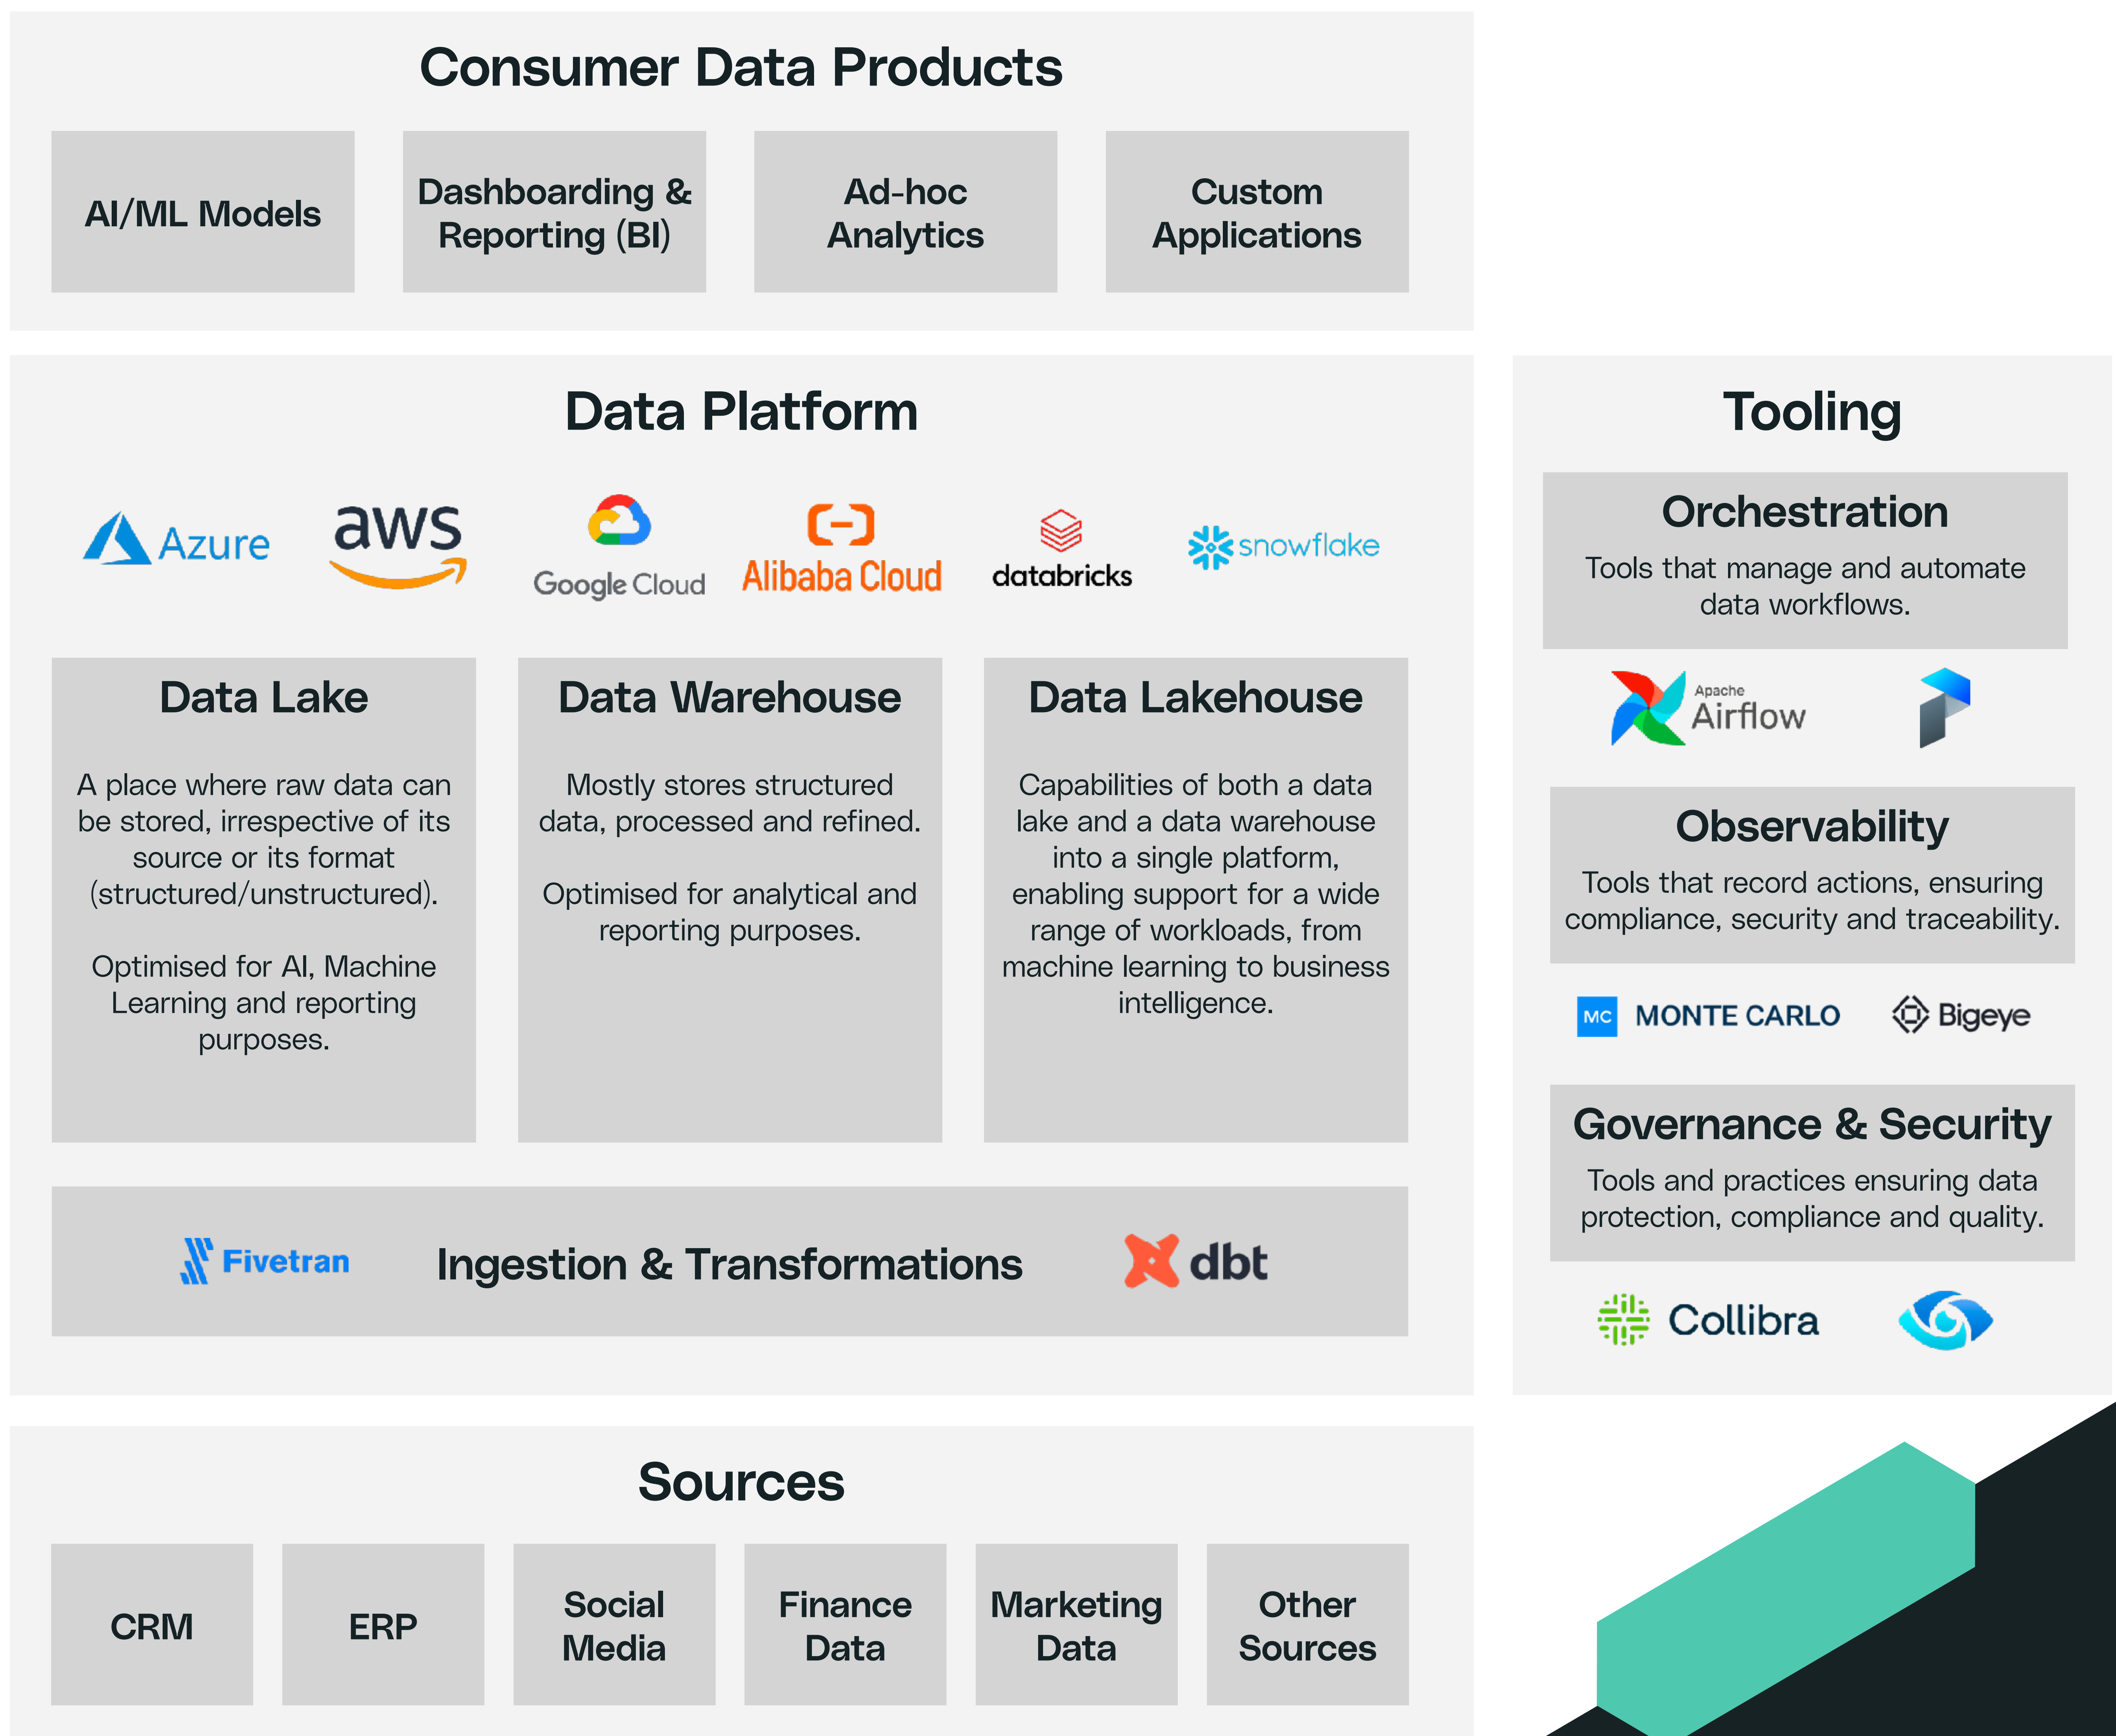 Consumer Data Products
AI/ML Models
Dashboarding &
Reporting (BI)
Ad-hoc
Analytics
Custom
Applications
Data Platform
Azure
aws
Google Cloud
Alibaba Cloud
databricks
snowflake
Data Lake
A place where raw data can
be stored, irrespective of its
source or its format
(structured/unstructured).
Optimised for AI, Machine
Learning and reporting
purposes.
Data Warehouse
Mostly stores structured
data, processed and refined.
Optimised for analytical and
reporting purposes.
Data Lakehouse
Capabilities of both a data
lake and a data warehouse
into a single platform,
enabling support for a wide
range of workloads, from
machine learning to business
intelligence.
Fivetran
Ingestion & Transformations
dbt
Tooling
Orchestration
Tools that manage and automate
data workflows.
Apache
Airflow
Observability
Tools that record actions, ensuring
compliance, security and traceability.
MC MONTE CARLO
Bigeye
Governance & Security
Tools and practices ensuring data
protection, compliance and quality.
Collibra
Sources
CRM
ERP
Social
Media
Finance
Data
Marketing
Data
Other
Sources